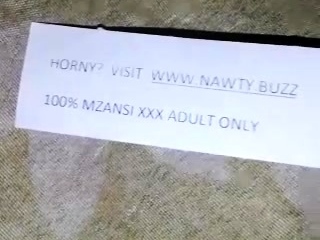 HORNY? VISIT WWW.NAWTY.BUZZ
100% MZANSI XXX ADULT ONLY